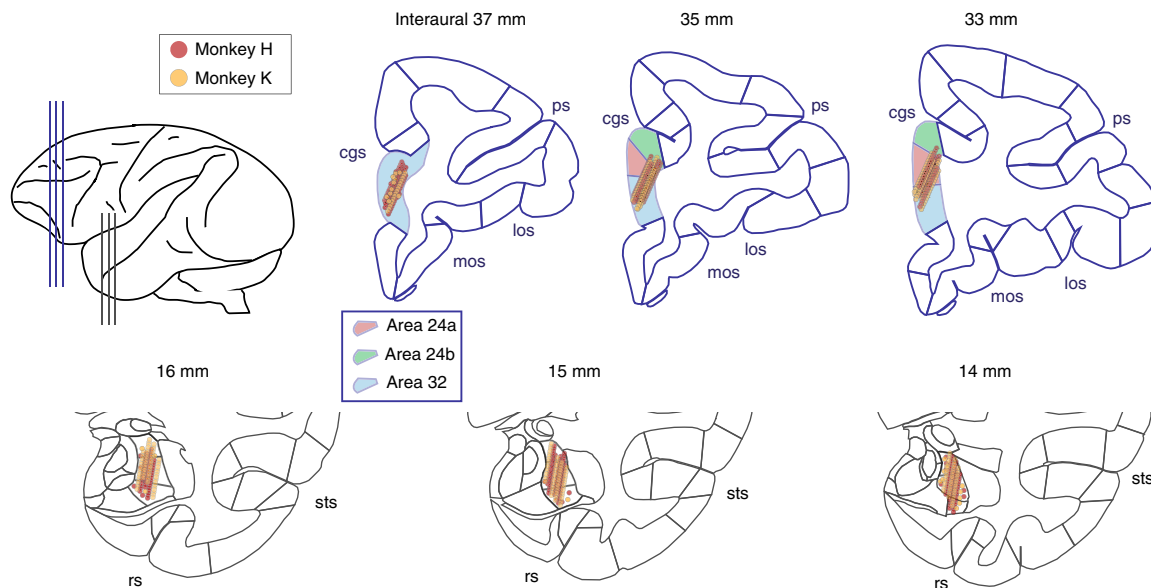 Interaural 37 mm
35 mm
33 mm
Monkey H
Monkey K
cgs
ps
los
mos
cgs
ps
los
mos
cgs
ps
los
mos
Area 24a
Area 24b
Area 32
16 mm
15 mm
14 mm
sts
rs
sts
rs
sts
rs